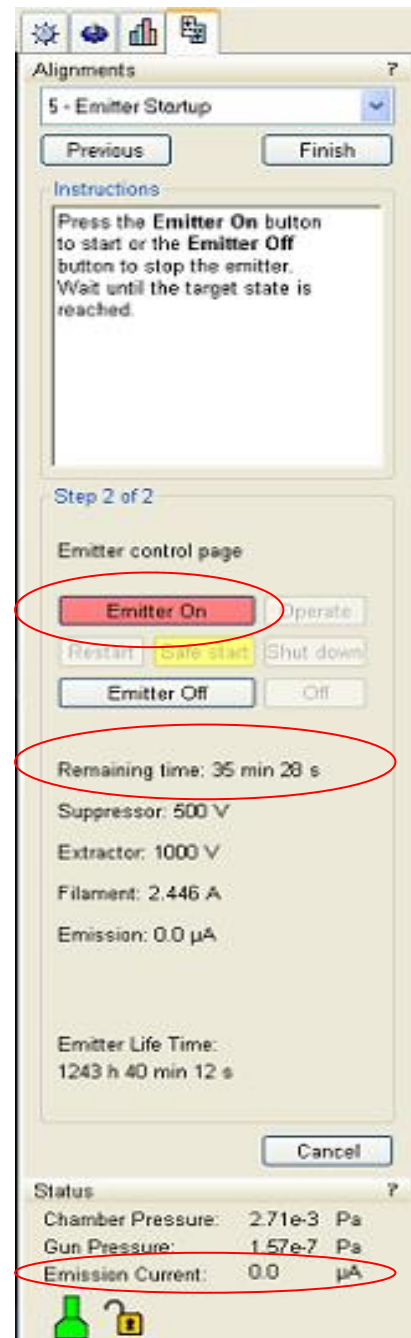 Alignments ?
5 - Emitter Startup
Previous Finish
Instructions
Press the Emitter On button
to start or the Emitter Off
button to stop the emitter.
Wait until the target state is
reached.
Step 2 of 2
Emitter control page
Emitter On Operate
Restart Safe start Shut down
Emitter Off Off
Remaining time: 35 min 28 s
Suppressor: 500 V
Extractor: 1000 V
Filament: 2.446 A
Emission: 0.0 µA
Emitter Life Time:
1243 h 40 min 12 s
Cancel
Status ?
Chamber Pressure: 2.71e-3 Pa
Gun Pressure: 1.57e-7 Pa
Emission Current: 0.0 µA